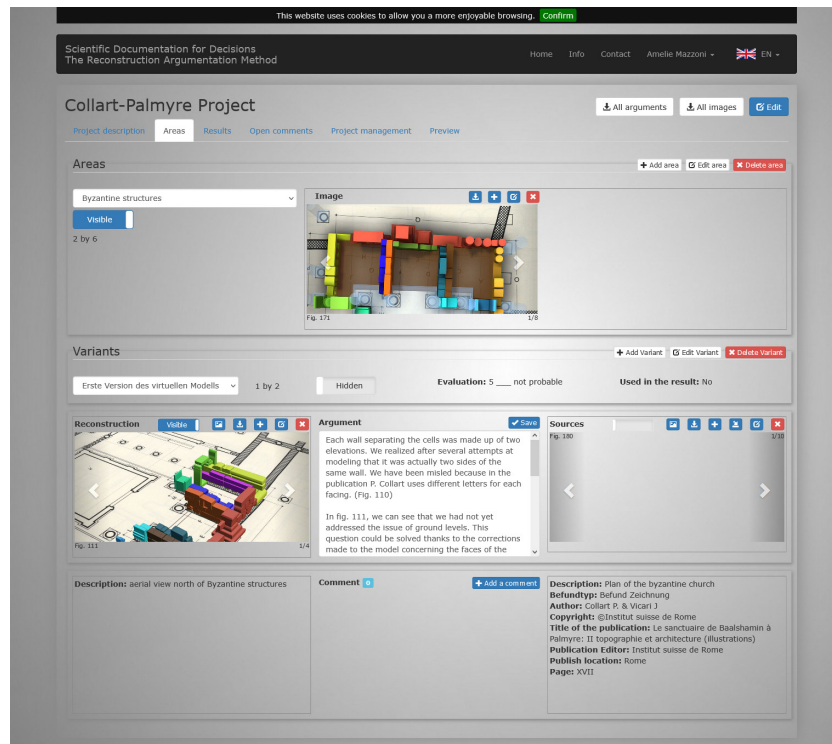 This website uses cookies to allow you a more enjoyable browsing. Confirm
Scientific Documentation for Decisions
The Reconstruction Argumentation Method
Home Info Contact Amelie Mazzoni EN
Collart-Palmyre Project
All arguments All images Edit
Project description Areas Results Open comments Project management Preview
Areas
Add area Edit area Delete area
Byzantine structures
Visible
2 by 6
Image
Fig. 171 1/8
Variants
Add Variant Edit Variant Delete Variant
Erste Version des virtuellen Modells 1 by 2 Hidden Evaluation: 5 ___ not probable Used in the result: No
Reconstruction Visible
Fig. 111 1/4
Argument Save
Each wall separating the cells was made up of two
elevations. We realized after several attempts at
modeling that it was actually two sides of the
same wall. We have been misled because in the
publication P. Collart uses different letters for each
facing. (Fig. 110)
In fig. 111, we can see that we had not yet
addressed the issue of ground levels. This
question could be solved thanks to the corrections
made to the model concerning the faces of the
Sources
Fig. 180 1/10
Description: aerial view north of Byzantine structures
Comment 0 Add a comment
Description: Plan of the byzantine church
Befundtyp: Befund Zeichnung
Author: Collart P. & Vicari J
Copyright: ©Institut suisse de Rome
Title of the publication: Le sanctuaire de Baalshamin à
Palmyre: II topographie et architecture (illustrations)
Publication Editor: Institut suisse de Rome
Publish location: Rome
Page: XVII